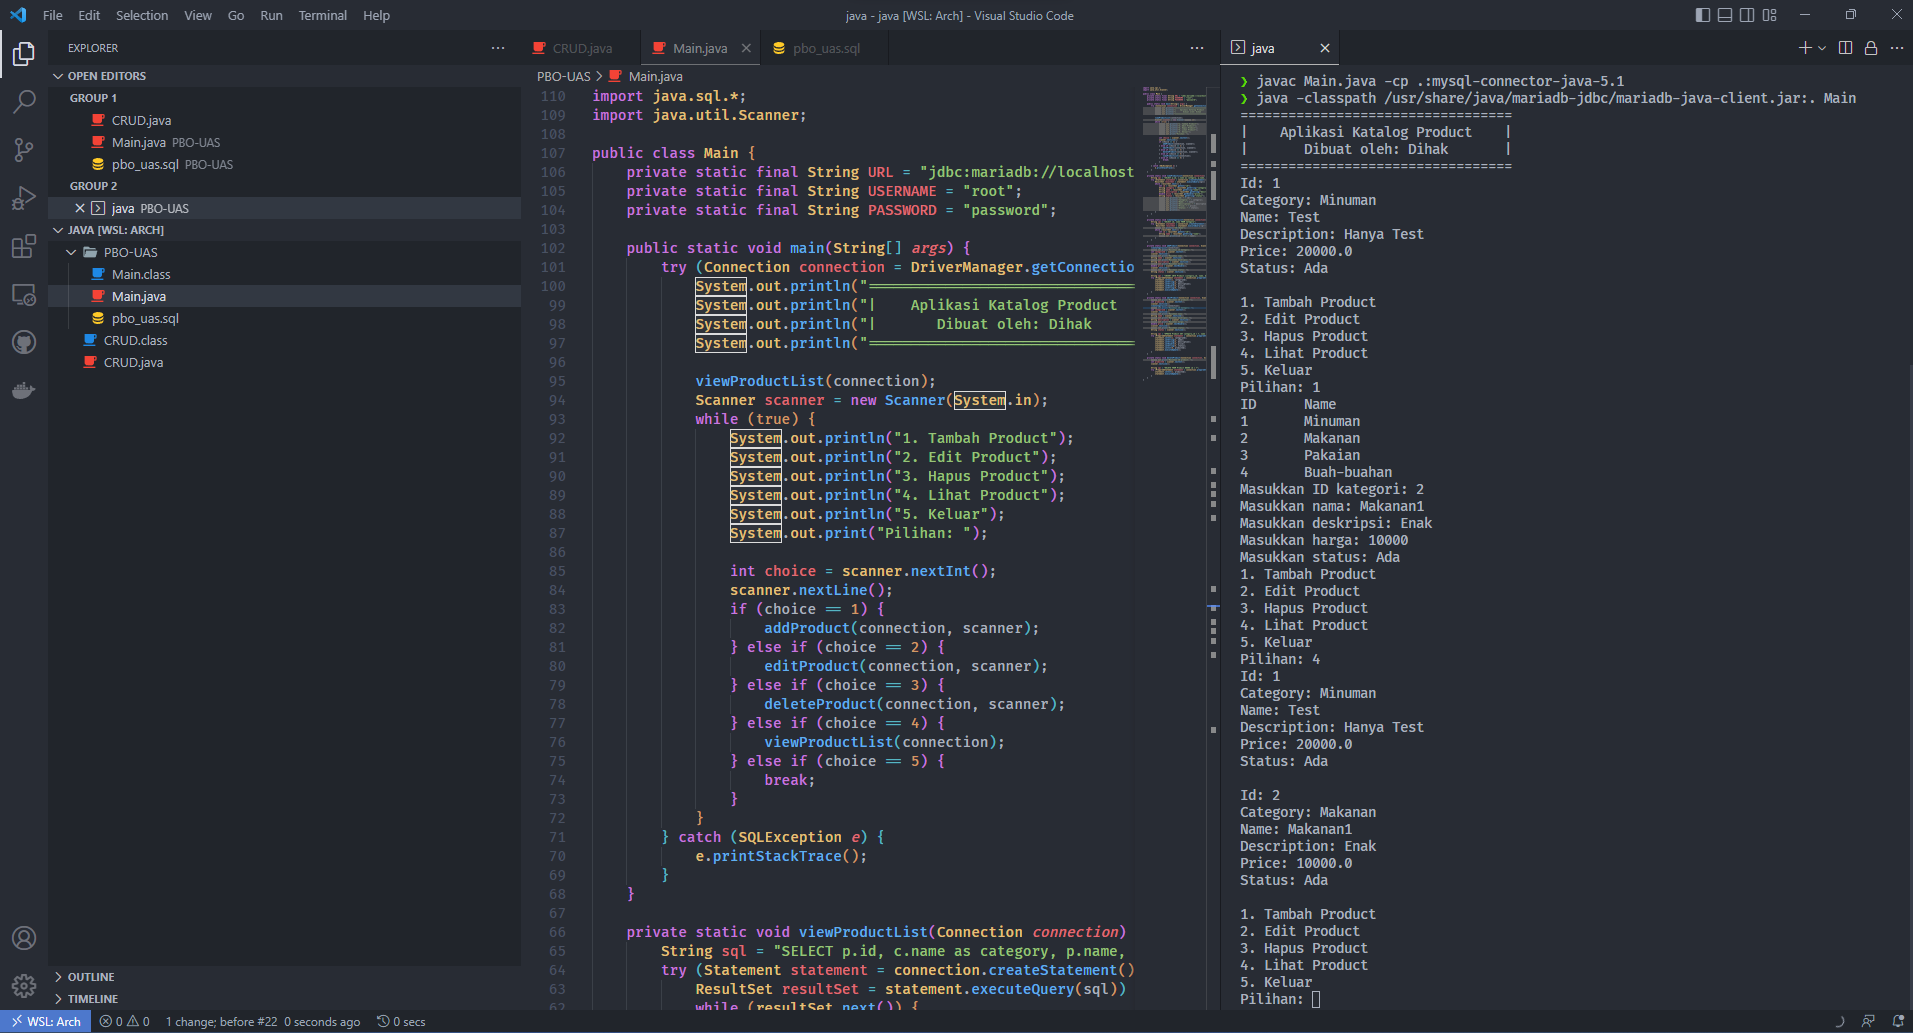 File Edit Selection View Go Run Terminal Help
java - java [WSL: Arch] - Visual Studio Code
EXPLORER
OPEN EDITORS
GROUP 1
CRUD.java
Main.java PBO-UAS
pbo_uas.sql PBO-UAS
GROUP 2
java PBO-UAS
JAVA [WSL: ARCH]
PBO-UAS
Main.class
Main.java
pbo_uas.sql
CRUD.class
CRUD.java
OUTLINE
TIMELINE
CRUD.java Main.java pbo_uas.sql
PBO-UAS > Main.java
110 import java.sql.*;
109 import java.util.Scanner;
108
107 public class Main {
106 private static final String URL = "jdbc:mariadb://localhost
105 private static final String USERNAME = "root";
104 private static final String PASSWORD = "password";
103
102 public static void main(String[] args) {
101 try (Connection connection = DriverManager.getConnectio
100 System.out.println("================================
99 System.out.println("|    Aplikasi Katalog Product
98 System.out.println("|       Dibuat oleh: Dihak
97 System.out.println("================================
96
95 viewProductList(connection);
94 Scanner scanner = new Scanner(System.in);
93 while (true) {
92 System.out.println("1. Tambah Product");
91 System.out.println("2. Edit Product");
90 System.out.println("3. Hapus Product");
89 System.out.println("4. Lihat Product");
88 System.out.println("5. Keluar");
87 System.out.print("Pilihan: ");
86
85 int choice = scanner.nextInt();
84 scanner.nextLine();
83 if (choice == 1) {
82 addProduct(connection, scanner);
81 } else if (choice == 2) {
80 editProduct(connection, scanner);
79 } else if (choice == 3) {
78 deleteProduct(connection, scanner);
77 } else if (choice == 4) {
76 viewProductList(connection);
75 } else if (choice == 5) {
74 break;
73 }
72 }
71 } catch (SQLException e) {
70 e.printStackTrace();
69 }
68 }
67
66 private static void viewProductList(Connection connection)
65 String sql = "SELECT p.id, c.name as category, p.name,
64 try (Statement statement = connection.createStatement()
63 ResultSet resultSet = statement.executeQuery(sql))
62 while (resultSet.next()) {
java
❯ javac Main.java -cp .:mysql-connector-java-5.1
❯ java -classpath /usr/share/java/mariadb-jdbc/mariadb-java-client.jar:. Main
==================================
|    Aplikasi Katalog Product    |
|       Dibuat oleh: Dihak       |
==================================
Id: 1
Category: Minuman
Name: Test
Description: Hanya Test
Price: 20000.0
Status: Ada
1. Tambah Product
2. Edit Product
3. Hapus Product
4. Lihat Product
5. Keluar
Pilihan: 1
ID      Name
1       Minuman
2       Makanan
3       Pakaian
4       Buah-buahan
Masukkan ID kategori: 2
Masukkan nama: Makanan1
Masukkan deskripsi: Enak
Masukkan harga: 10000
Masukkan status: Ada
1. Tambah Product
2. Edit Product
3. Hapus Product
4. Lihat Product
5. Keluar
Pilihan: 4
Id: 1
Category: Minuman
Name: Test
Description: Hanya Test
Price: 20000.0
Status: Ada
Id: 2
Category: Makanan
Name: Makanan1
Description: Enak
Price: 10000.0
Status: Ada
1. Tambah Product
2. Edit Product
3. Hapus Product
4. Lihat Product
5. Keluar
Pilihan:
WSL: Arch 0 0 1 change; before #22 0 seconds ago 0 secs